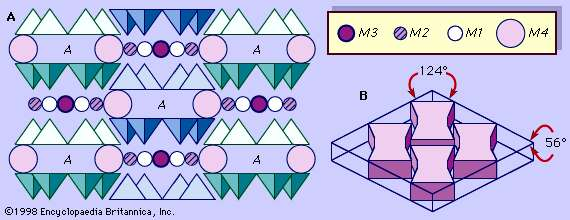 A
A A
A
A A
M3 M2 M1 M4
124°
B
56°
©1998 Encyclopaedia Britannica, Inc.